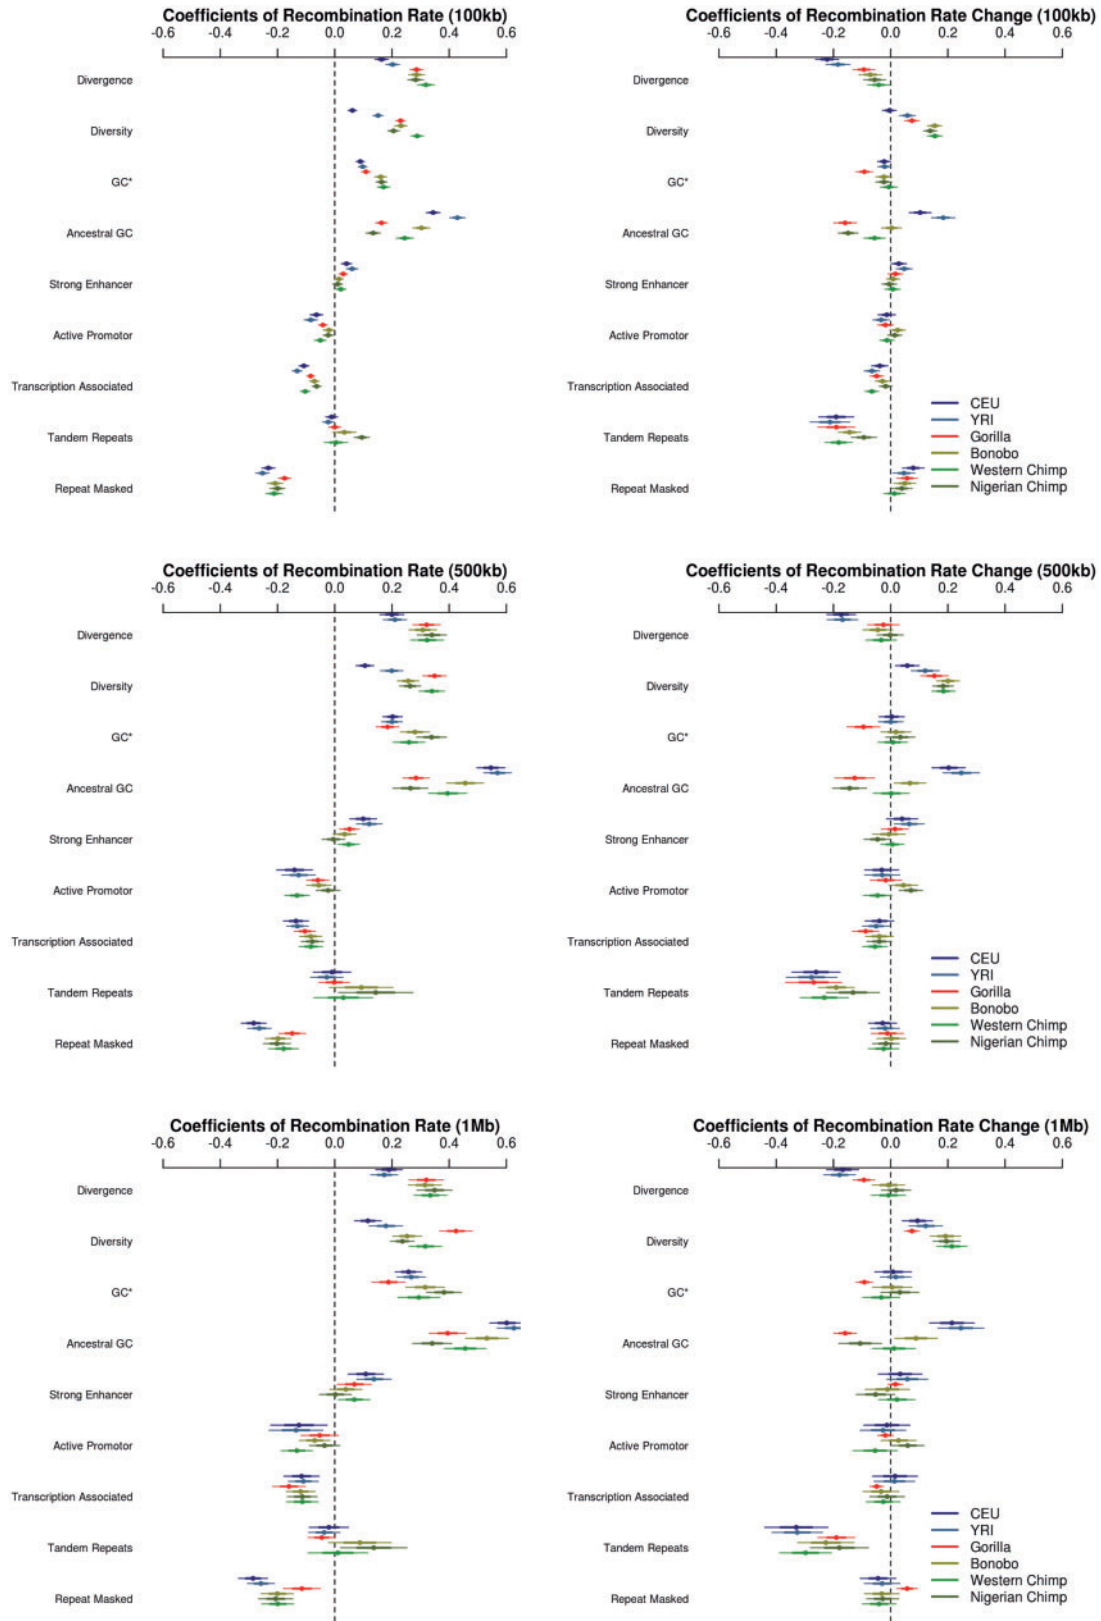 Coefficients of Recombination Rate (100kb)
-0.6 -0.4 -0.2 0.0 0.2 0.4 0.6
Divergence
Diversity
GC*
Ancestral GC
Strong Enhancer
Active Promotor
Transcription Associated
Tandem Repeats
Repeat Masked
Coefficients of Recombination Rate Change (100kb)
-0.6 -0.4 -0.2 0.0 0.2 0.4 0.6
Divergence
Diversity
GC*
Ancestral GC
Strong Enhancer
Active Promotor
Transcription Associated
Tandem Repeats
Repeat Masked
CEU
YRI
Gorilla
Bonobo
Western Chimp
Nigerian Chimp
Coefficients of Recombination Rate (500kb)
-0.6 -0.4 -0.2 0.0 0.2 0.4 0.6
Divergence
Diversity
GC*
Ancestral GC
Strong Enhancer
Active Promotor
Transcription Associated
Tandem Repeats
Repeat Masked
Coefficients of Recombination Rate Change (500kb)
-0.6 -0.4 -0.2 0.0 0.2 0.4 0.6
Divergence
Diversity
GC*
Ancestral GC
Strong Enhancer
Active Promotor
Transcription Associated
Tandem Repeats
Repeat Masked
CEU
YRI
Gorilla
Bonobo
Western Chimp
Nigerian Chimp
Coefficients of Recombination Rate (1Mb)
-0.6 -0.4 -0.2 0.0 0.2 0.4 0.6
Divergence
Diversity
GC*
Ancestral GC
Strong Enhancer
Active Promotor
Transcription Associated
Tandem Repeats
Repeat Masked
Coefficients of Recombination Rate Change (1Mb)
-0.6 -0.4 -0.2 0.0 0.2 0.4 0.6
Divergence
Diversity
GC*
Ancestral GC
Strong Enhancer
Active Promotor
Transcription Associated
Tandem Repeats
Repeat Masked
CEU
YRI
Gorilla
Bonobo
Western Chimp
Nigerian Chimp